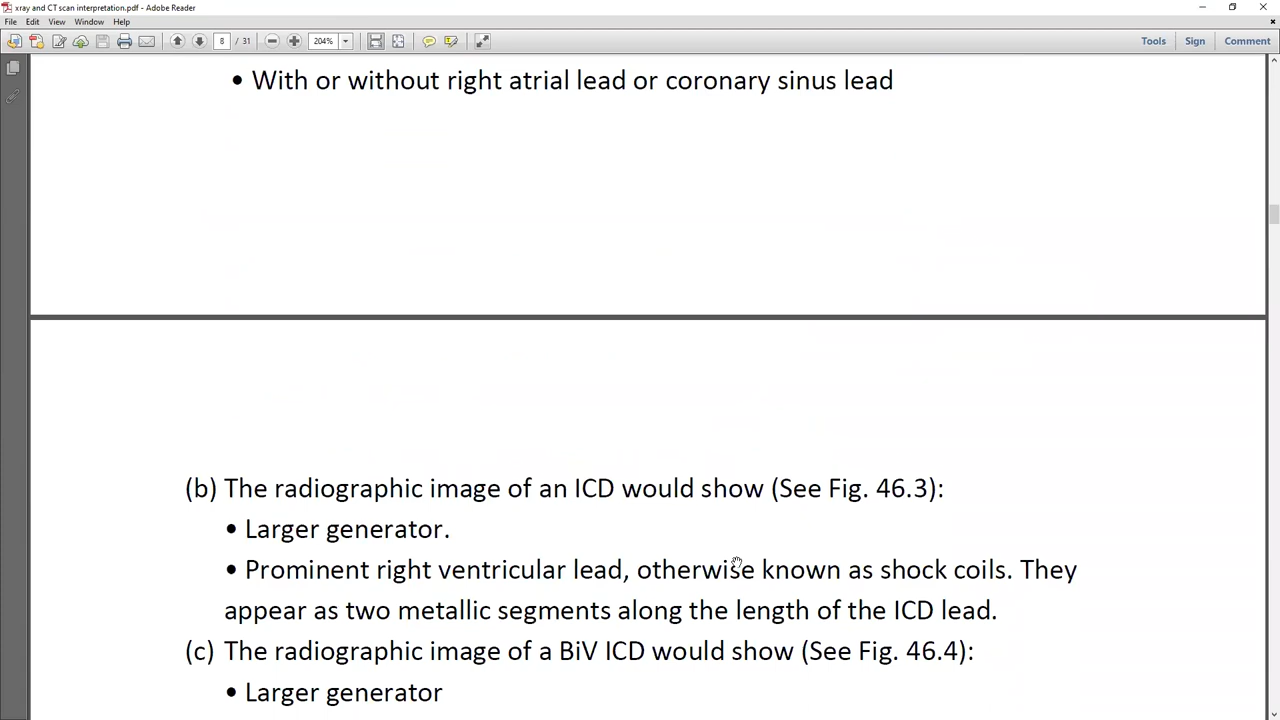 xray and CT scan interpretation.pdf - Adobe Reader
File Edit View Window Help
8 / 31 204% Tools Sign Comment
• With or without right atrial lead or coronary sinus lead
(b) The radiographic image of an ICD would show (See Fig. 46.3):
• Larger generator.
• Prominent right ventricular lead, otherwise known as shock coils. They
appear as two metallic segments along the length of the ICD lead.
(c) The radiographic image of a BiV ICD would show (See Fig. 46.4):
• Larger generator